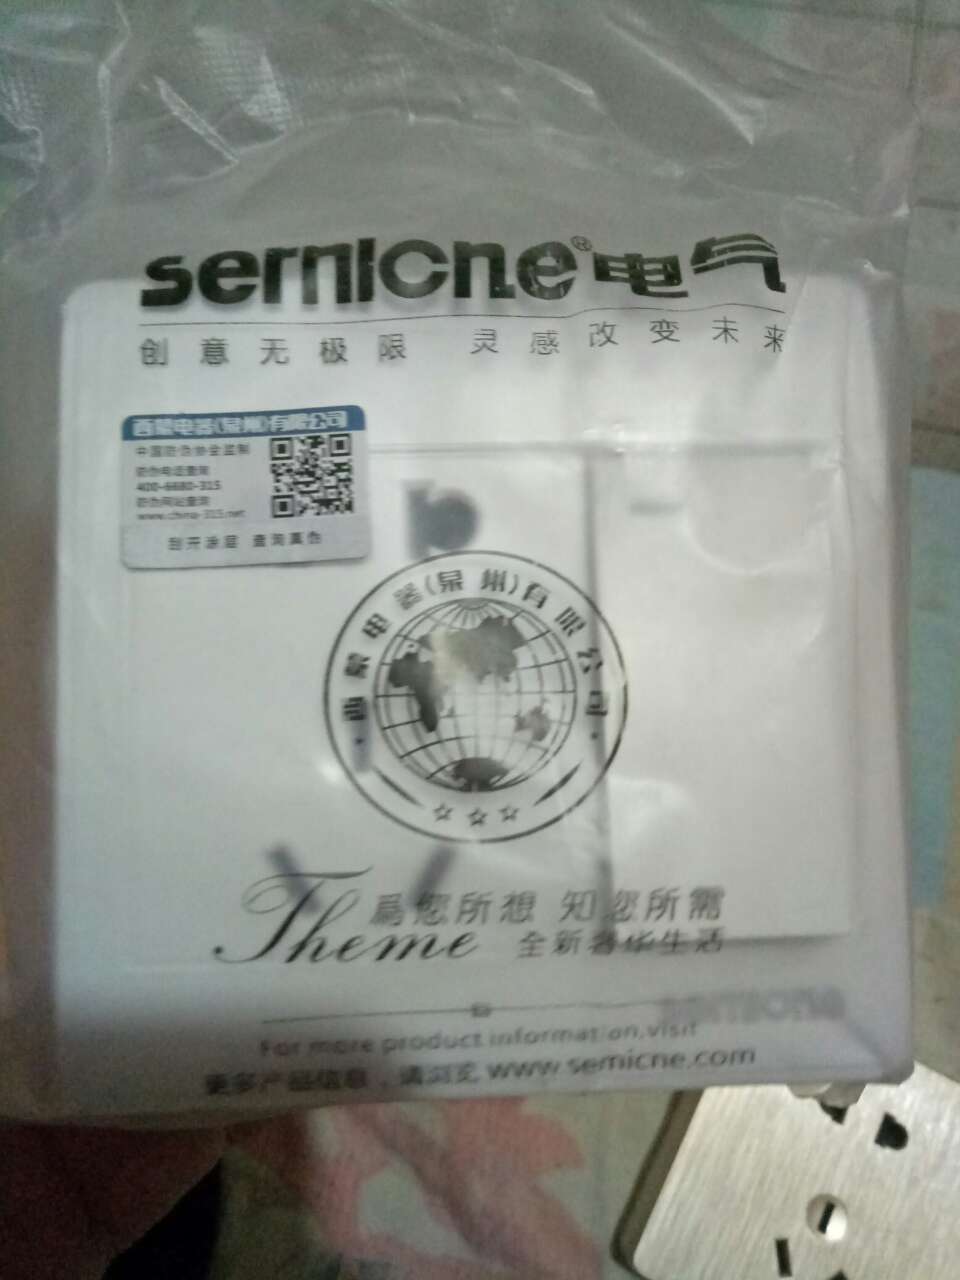 semicne®电气
创意无极限 灵感改变未来
西蒙电器(泉州)有限公司
中国防伪协会监制
防伪电话查询
400-6680-315
防伪网站查询
www.china-315.net
刮开涂层 查询真伪
西蒙电器(泉州)有限公司
Theme
為您所想 知您所需
全新奢华生活
semicne
For more product information,visit
更多产品信息，请浏览 www.semicne.com